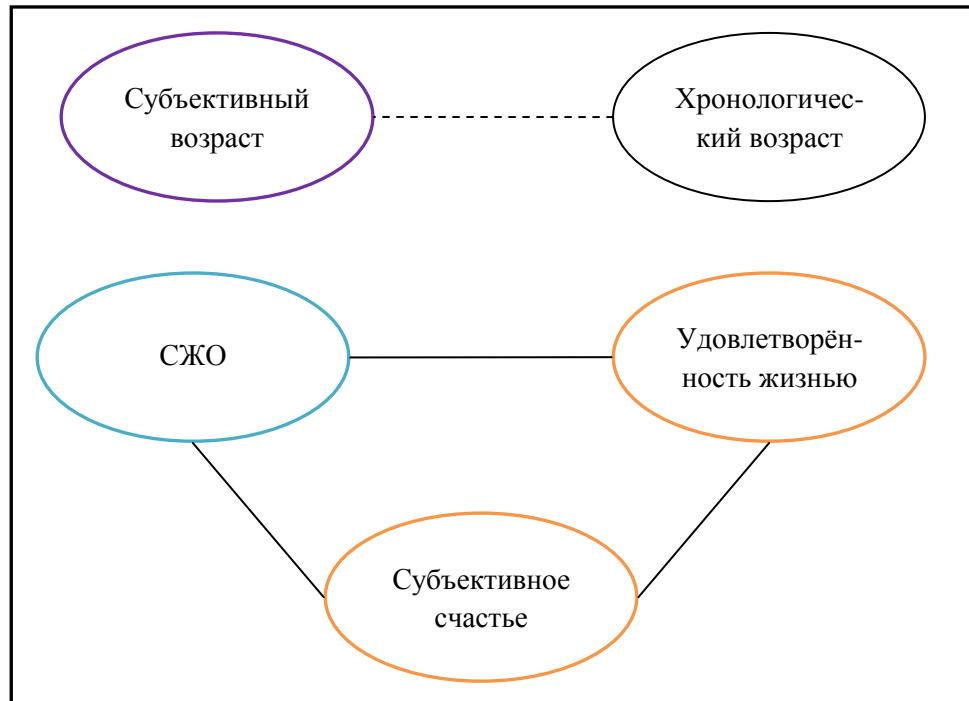 Субъективный
возраст
Хронологичес-
кий возраст
СЖО
Удовлетворён-
ность жизнью
Субъективное
счастье